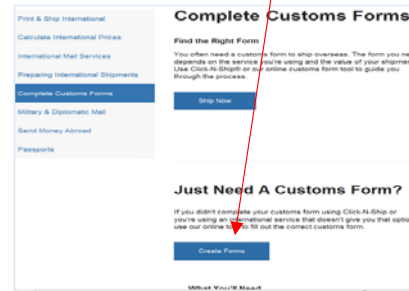 Print & Ship International
Calculate International Prices
International Mail Services
Preparing International Shipments
Complete Customs Forms
Military & Diplomatic Mail
Send Money Abroad
Passports
Complete Customs Forms
Find the Right Form
You often need a customs form to ship overseas. The form you
depends on the service you're using and the value of your
Use Click-N-Ship® or our online customs form tool to guide you
through the process.
Ship Now
Just Need A Customs Form?
If you didn't complete your customs form using Click-N-Ship or
you're using an international service that doesn't give you that
use our online to fill out the correct customs form.
Create Forms
What You'll Need